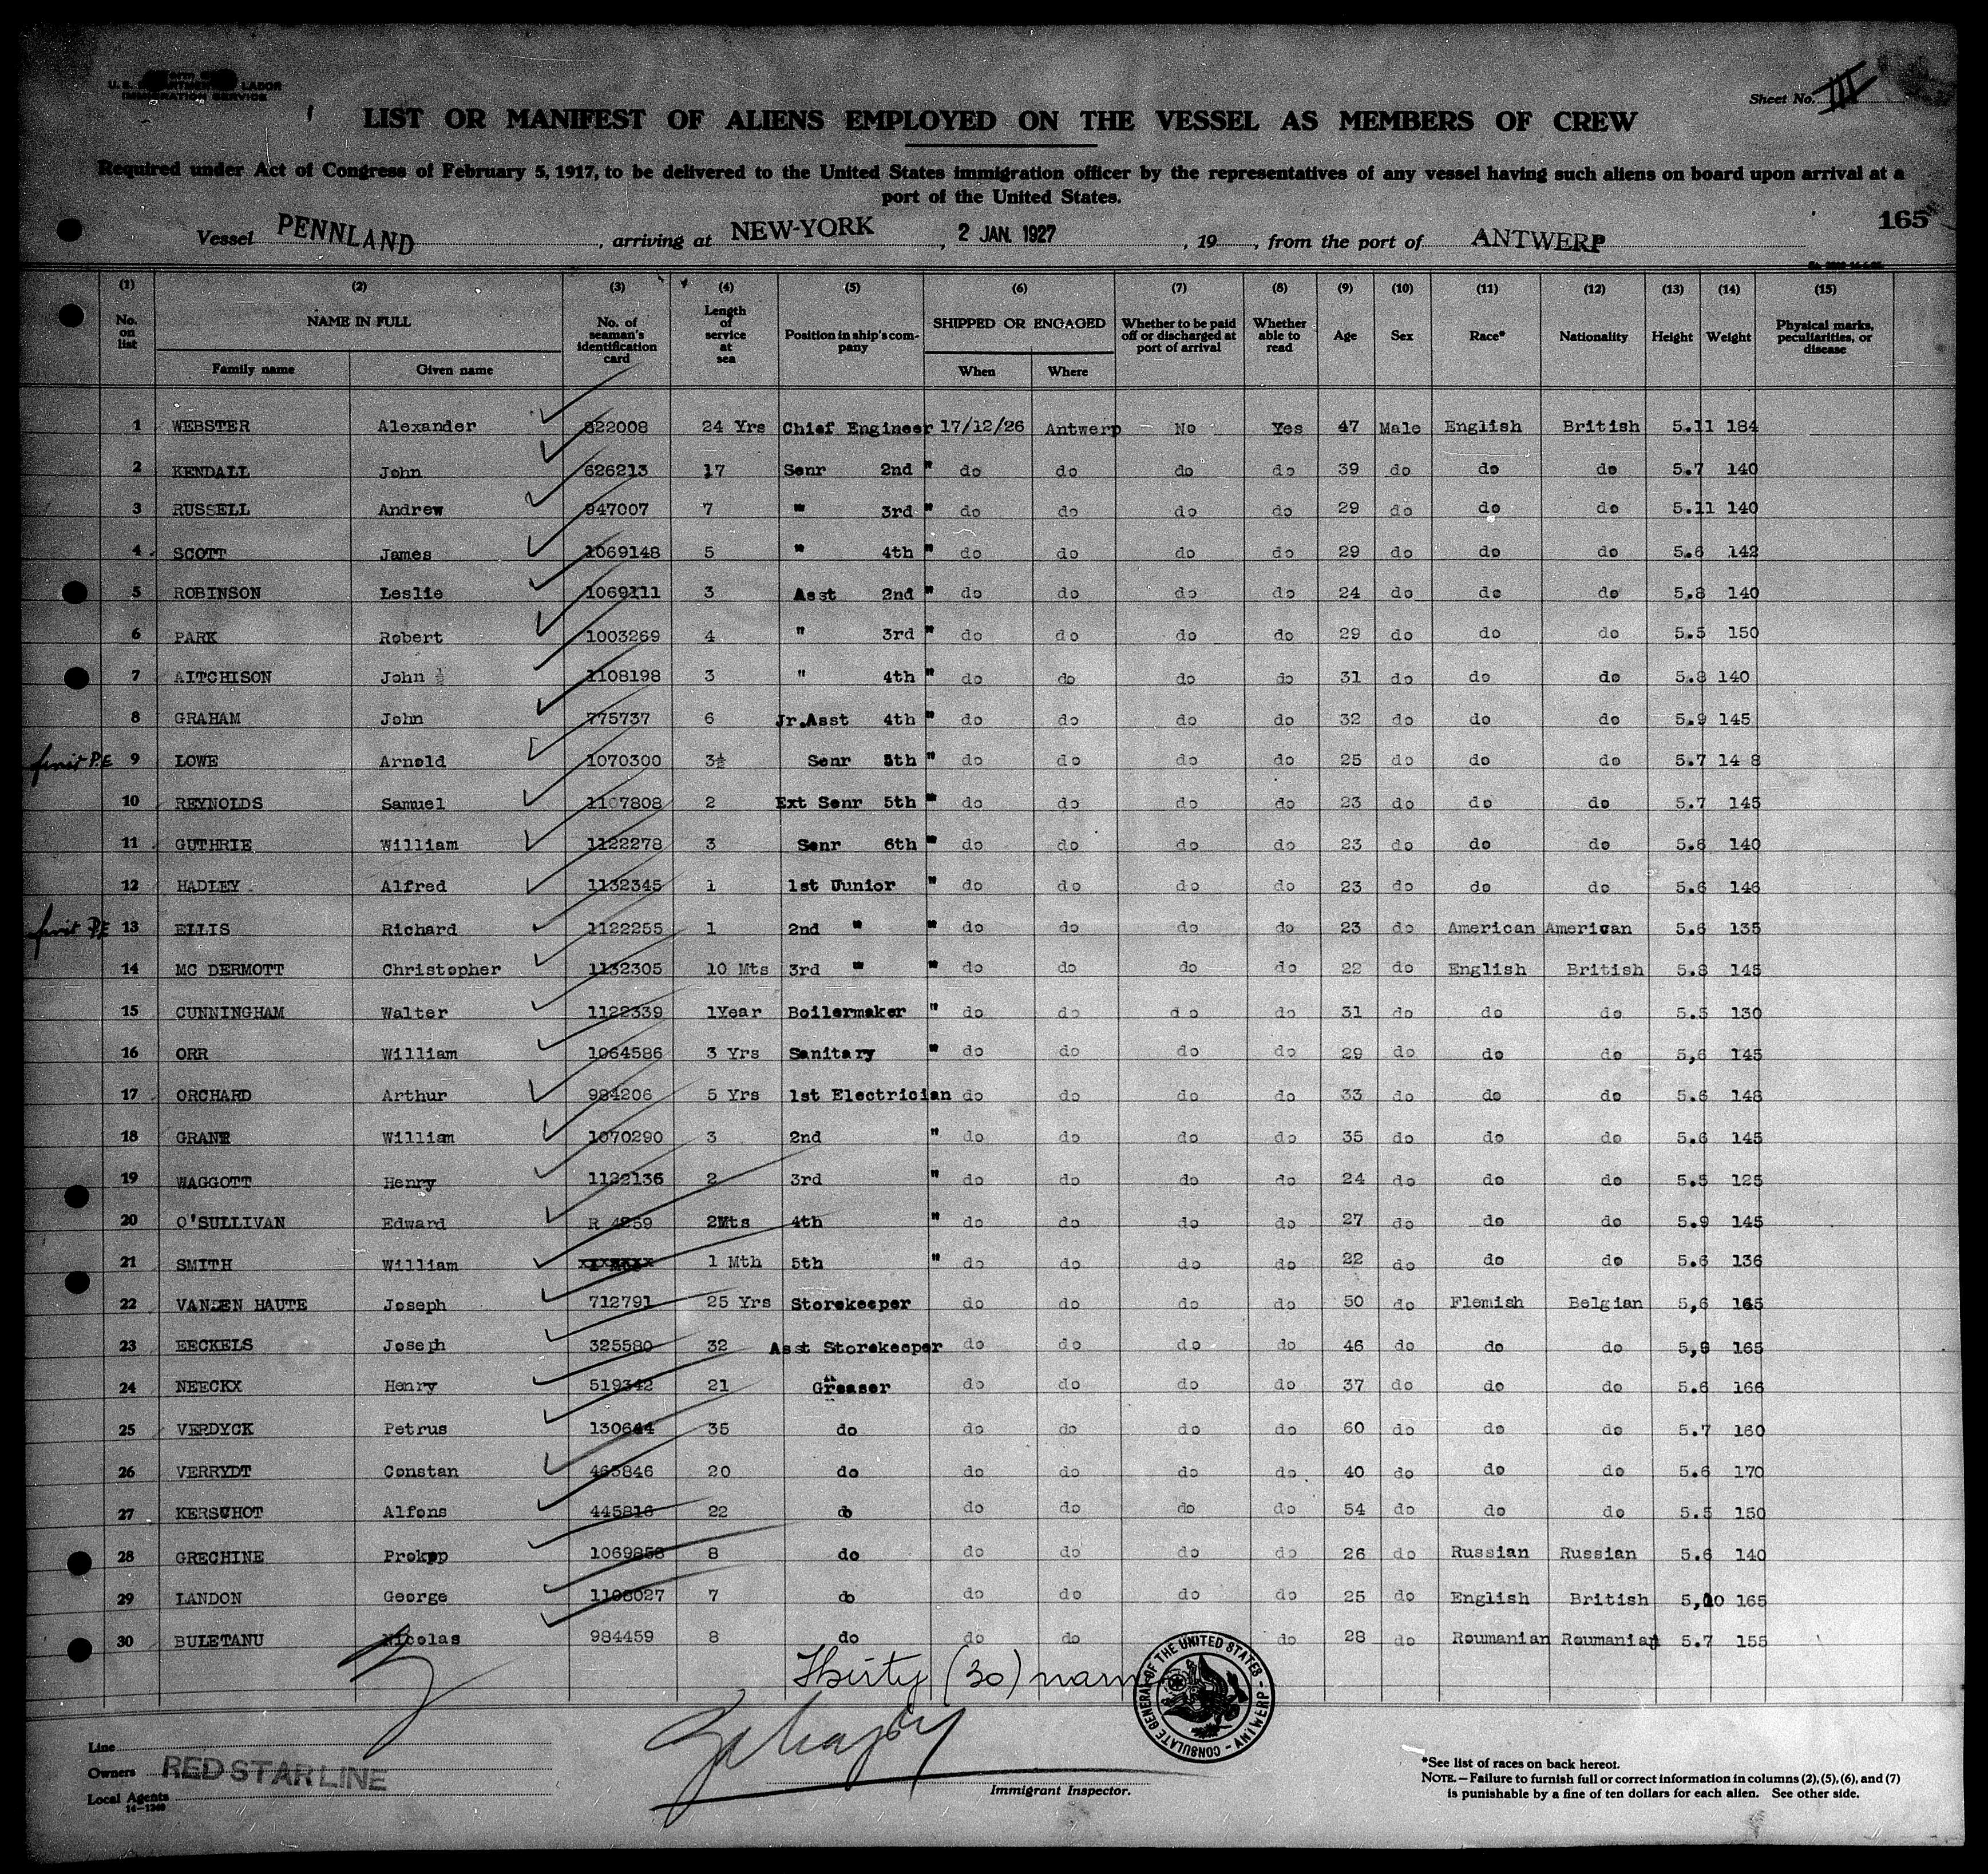 U. S. DEPARTMENT OF LABOR
IMMIGRATION SERVICE
Sheet No. III
LIST OR MANIFEST OF ALIENS EMPLOYED ON THE VESSEL AS MEMBERS OF CREW
Required under Act of Congress of February 5, 1917, to be delivered to the United States immigration officer by the representatives of any vessel having such aliens on board upon arrival at a
port of the United States.
165
Vessel PENNLAND, arriving at NEW-YORK, 2 JAN. 1927, 19, from the port of ANTWERP
(1) (2) (3) (4) (5) (6) (7) (8) (9) (10) (11) (12) (13) (14) (15)
No. on list NAME IN FULL No. of seaman's identification card Length of service at sea Position in ship's company SHIPPED OR ENGAGED Whether to be paid off or discharged at port of arrival Whether able to read Age Sex Race* Nationality Height Weight Physical marks, peculiarities, or disease
Family name Given name When Where
1 WEBSTER Alexander 822008 24 Yrs Chief Engineer 17/12/26 Antwerp No Yes 47 Male English British 5.11 184
2 KENDALL John 626213 17 Senr 2nd " do do do do 39 do do do 5.7 140
3 RUSSELL Andrew 947007 7 " 3rd " do do do do 29 do do do 5.11 140
4 SCOTT James 1069148 5 " 4th " do do do do 29 do do do 5.6 142
5 ROBINSON Leslie 1069111 3 Asst 2nd " do do do do 24 do do do 5.8 140
6 PARK Robert 1003269 4 " 3rd " do do do do 29 do do do 5.5 150
7 AITCHISON John 1108198 3 " 4th " do do do do 31 do do do 5.8 140
8 GRAHAM John 775737 6 Jr.Asst 4th " do do do do 32 do do do 5.9 145
9 LOWE Arnold 1070300 3½ Senr 5th " do do do do 25 do do do 5.7 14 8
10 REYNOLDS Samuel 1107808 2 Ext Senr 5th " do do do do 23 do do do 5.7 145
11 GUTHRIE William 1122278 3 Senr 6th " do do do do 23 do do do 5.6 140
12 HADLEY Alfred 1132345 1 1st Junior " do do do do 23 do do do 5.6 146
13 ELLIS Richard 1122255 1 2nd " " do do do do 23 do American American 5.6 135
14 MC DERMOTT Christopher 1132305 10 Mts 3rd " " do do do do 22 do English British 5.8 145
15 CUNNINGHAM Walter 1122339 1Year Boilermaker " do do do do 31 do do do 5.5 130
16 ORR William 1064586 3 Yrs Sanitary " do do do do 29 do do do 5,6 145
17 ORCHARD Arthur 984206 5 Yrs 1st Electrician do do do do 33 do do do 5.6 148
18 GRANT William 1070290 3 2nd " do do do do 35 do do do 5.6 145
19 WAGGOTT Henry 1122136 2 3rd " do do do do 24 do do do 5.5 125
20 O'SULLIVAN Edward R 4859 2Mts 4th " do do do do 27 do do do 5.9 145
21 SMITH William 1 Mth 5th " do do do do 22 do do do 5.6 136
22 VANDEN HAUTE Joseph 712791 25 Yrs Storekeeper do do do do 50 do Flemish Belgian 5,6 165
23 EECKELS Joseph 325580 32 Asst Storekeeper do do do do 46 do do do 165
24 NEECKX Henry 519342 21 Greaser do do do do 37 do do do 5.6 166
25 VERDYCK Petrus 130644 35 do do do do do 60 do do do 5.7 160
26 VERRYDT Constan 465846 20 do do do do do 40 do do do 5.6 170
27 KERSCHOT Alfons 445816 22 do do do do do 54 do do do 5.5 150
28 GRECHINE Prokop 1069858 8 do do do do do 26 do Russian Russian 5.6 140
29 LANDON George 1108027 7 do do do do do 25 do English British 5,10 165
30 BULETANU Nicolas 984459 8 do do do do 28 do Roumanian Roumanian 5.7 155
Thirty (30) names
CONSULATE GENERAL OF THE UNITED STATES - ANTWERP -
Line
Owners RED STAR LINE
Local Agents
14-1240
Immigrant Inspector.
*See list of races on back hereof.
NOTE.—Failure to furnish full or correct information in columns (2), (5), (6), and (7)
is punishable by a fine of ten dollars for each alien. See other side.